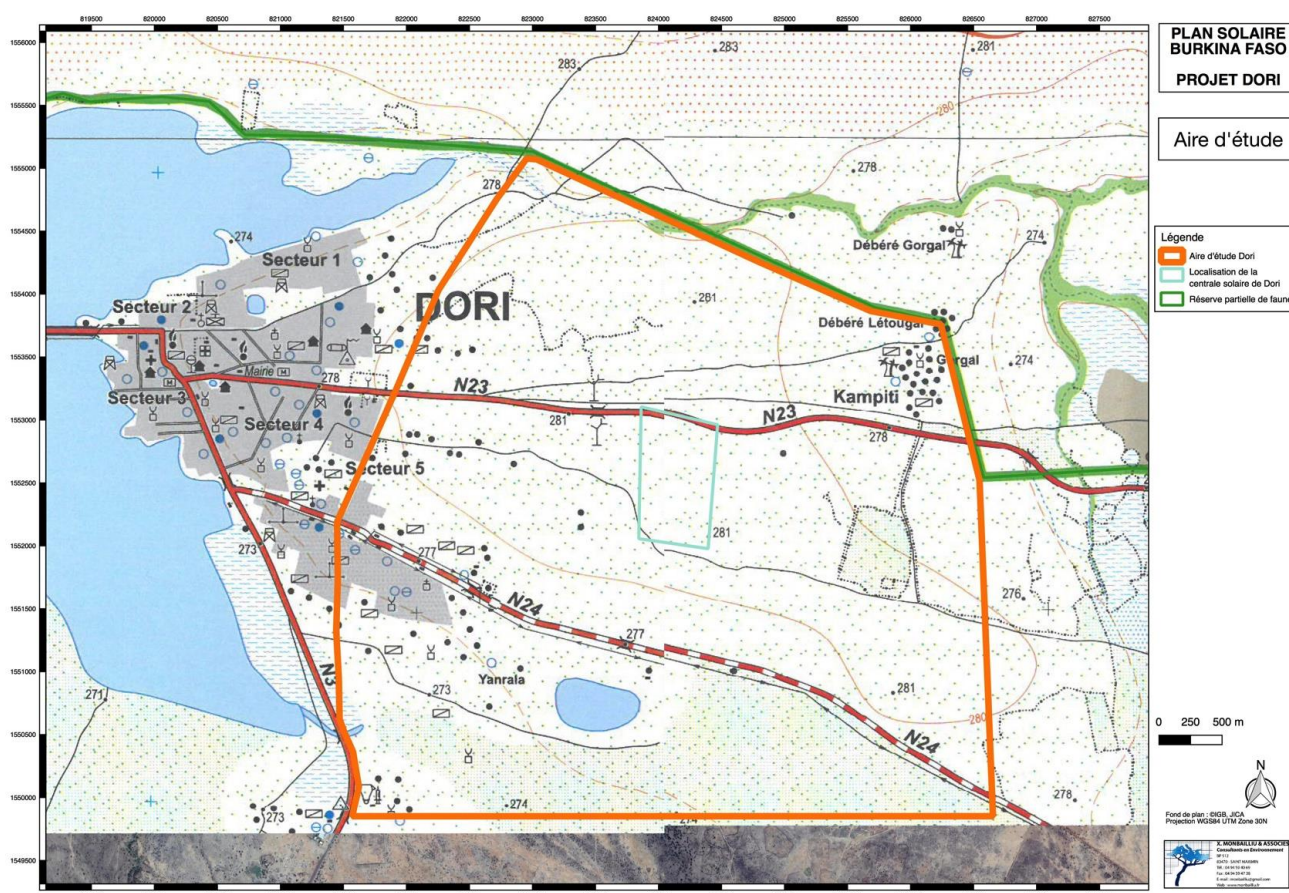 819500 820000 820500 821000 821500 822000 822500 823000 823500 824000 824500 825000 825500 826000 826500 827000 827500
1556000
1555500
1555000
1554500
1554000
1553500
1553000
1552500
1552000
1551500
1551000
1550500
1550000
1549500
283
283
281
280
278
278
274
274
Secteur 1
Débéré Gorgal
Secteur 2
DORI
281
Débéré Létougal
274
Gorgal
Mairie
278
N23
Kampiti
Secteur 3
281
N23
278
Secteur 4
Secteur 5
281
273
277
N24
276
277
N3
Yanrala
273
271
281
280
N24
274
278
273
274
PLAN SOLAIRE
BURKINA FASO
PROJET DORI
Aire d'étude
Légende
Aire d'étude Dori
Localisation de la
centrale solaire de Dori
Réserve partielle de faune
0 250 500 m
N
Fond de plan : ©IGB, JICA
Projection WGS84 UTM Zone 30N
X. MONBAILLIU & ASSOCIES
Consultants en Environnement